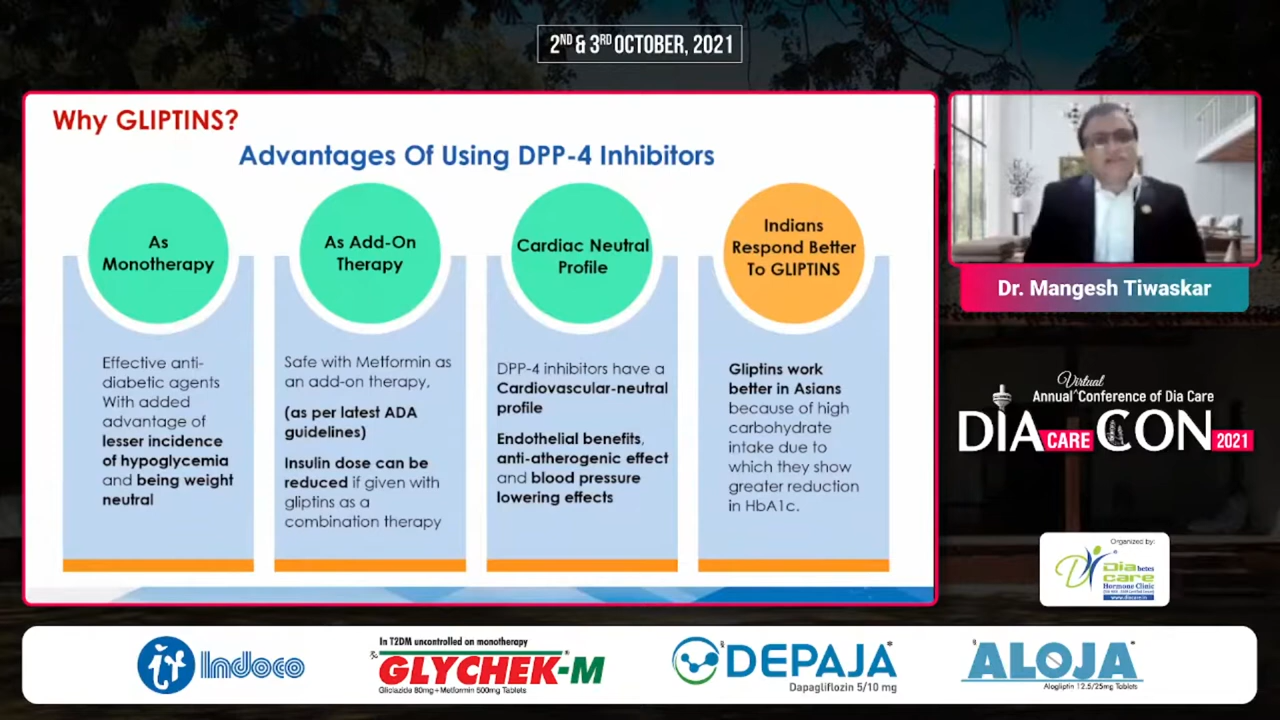 2ND & 3RD OCTOBER, 2021
Why GLIPTINS?
Advantages Of Using DPP-4 Inhibitors
As
Monotherapy
Effective anti-
diabetic agents
With added
advantage of
lesser incidence
of hypoglycemia
and being weight
neutral
As Add-On
Therapy
Safe with Metformin as
an add-on therapy,
(as per latest ADA
guidelines)
Insulin dose can be
reduced if given with
gliptins as a
combination therapy
Cardiac Neutral
Profile
DPP-4 inhibitors have a
Cardiovascular-neutral
profile
Endothelial benefits,
anti-atherogenic effect
and blood pressure
lowering effects
Indians
Respond Better
To GLIPTINS
Gliptins work
better in Asians
because of high
carbohydrate
intake due to
which they show
greater reduction
in HbA1c.
Dr. Mangesh Tiwaskar
Virtual
Annual^Conference of Dia Care
DIA CARE CON 2021
Organized by:
Diabetes
care
Hormone Clinic
www.diacare.in
Indoco
In T2DM uncontrolled on monotherapy
℞ GLYCHEK-M
Gliclazide 80mg + Metformin 500mg Tablets
DEPAJA
Dapagliflozin 5/10 mg
ALOJA
Alogliptin 12.5/25mg Tablets